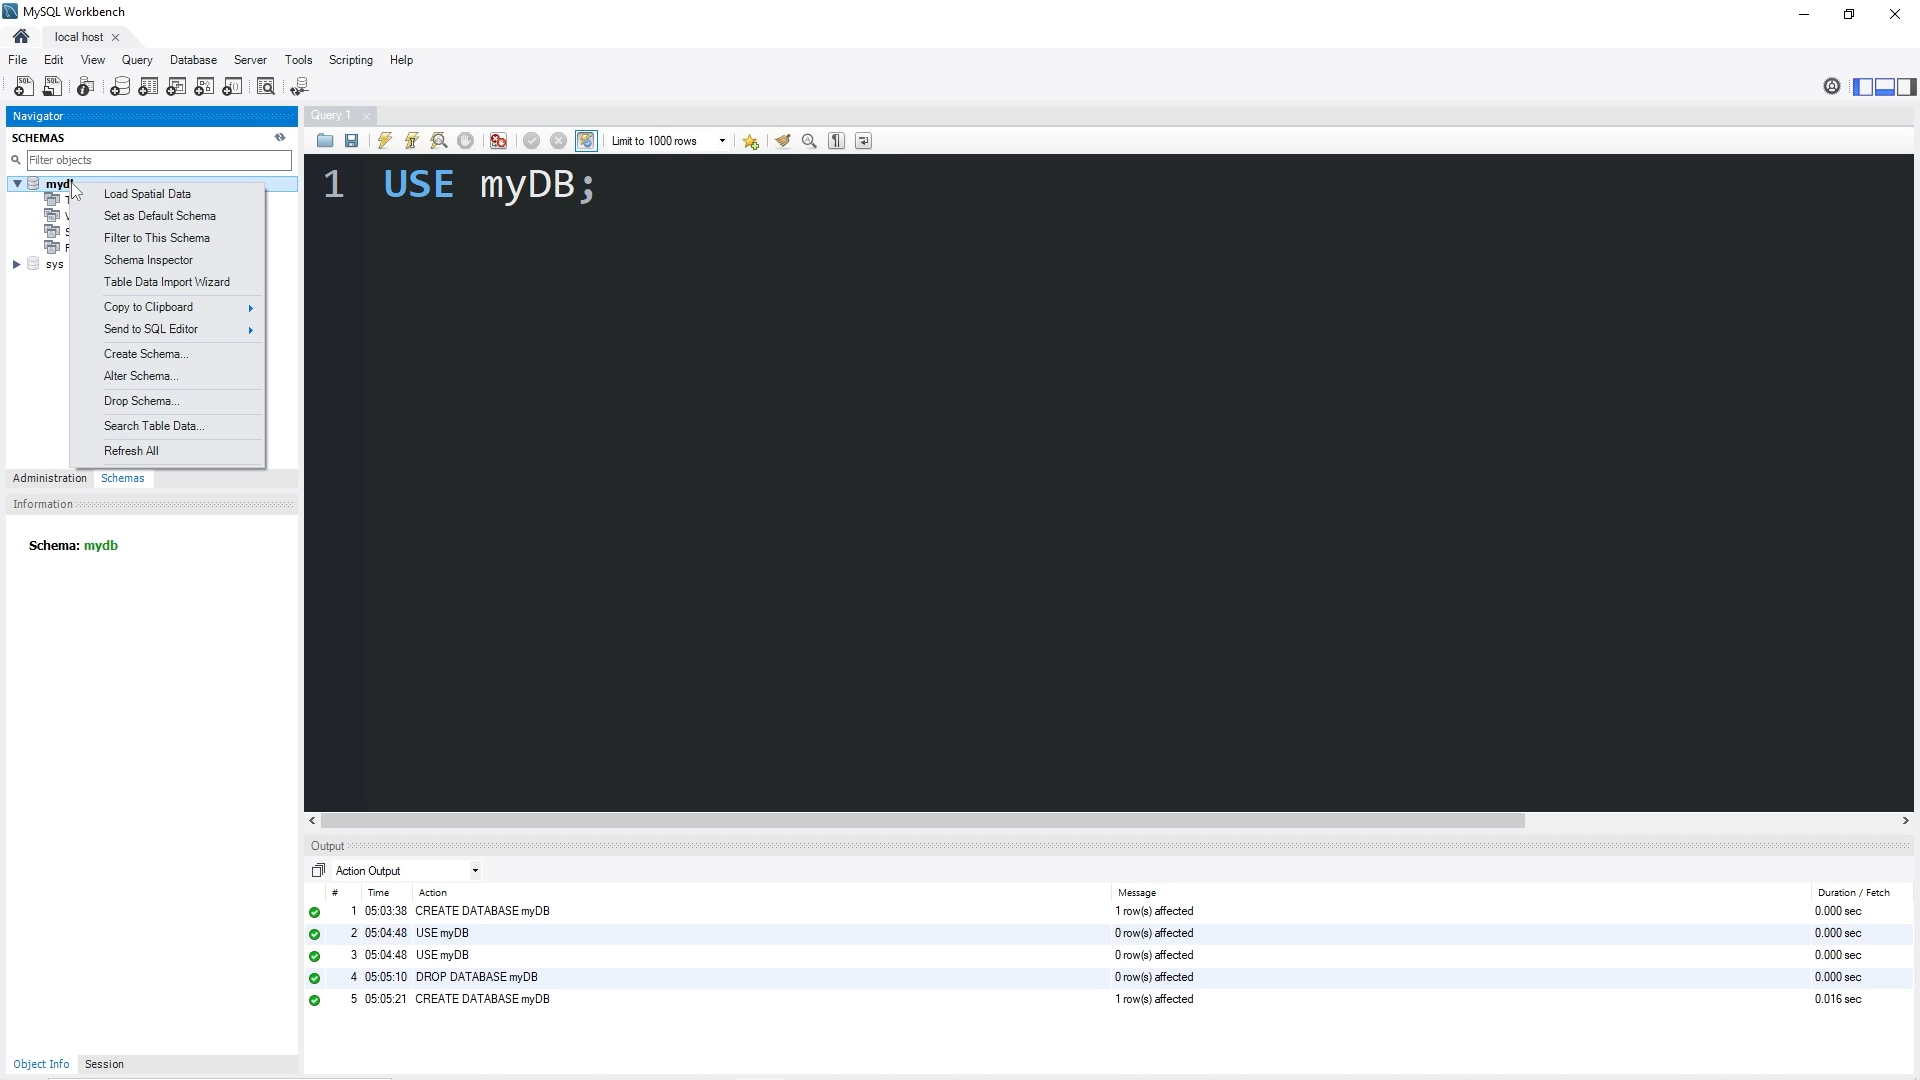 MySQL Workbench
local host
File Edit View Query Database Server Tools Scripting Help
Navigator
SCHEMAS
Filter objects
sys
Load Spatial Data
Set as Default Schema
Filter to This Schema
Schema Inspector
Table Data Import Wizard
Copy to Clipboard
Send to SQL Editor
Create Schema...
Alter Schema...
Drop Schema...
Search Table Data...
Refresh All
Administration Schemas
Information
Schema: mydb
Object Info Session
Query 1
Limit to 1000 rows
1 USE myDB;
Output
Action Output
# Time Action Message Duration / Fetch
1 05:03:38 CREATE DATABASE myDB 1 row(s) affected 0.000 sec
2 05:04:48 USE myDB 0 row(s) affected 0.000 sec
3 05:04:48 USE myDB 0 row(s) affected 0.000 sec
4 05:05:10 DROP DATABASE myDB 0 row(s) affected 0.000 sec
5 05:05:21 CREATE DATABASE myDB 1 row(s) affected 0.016 sec